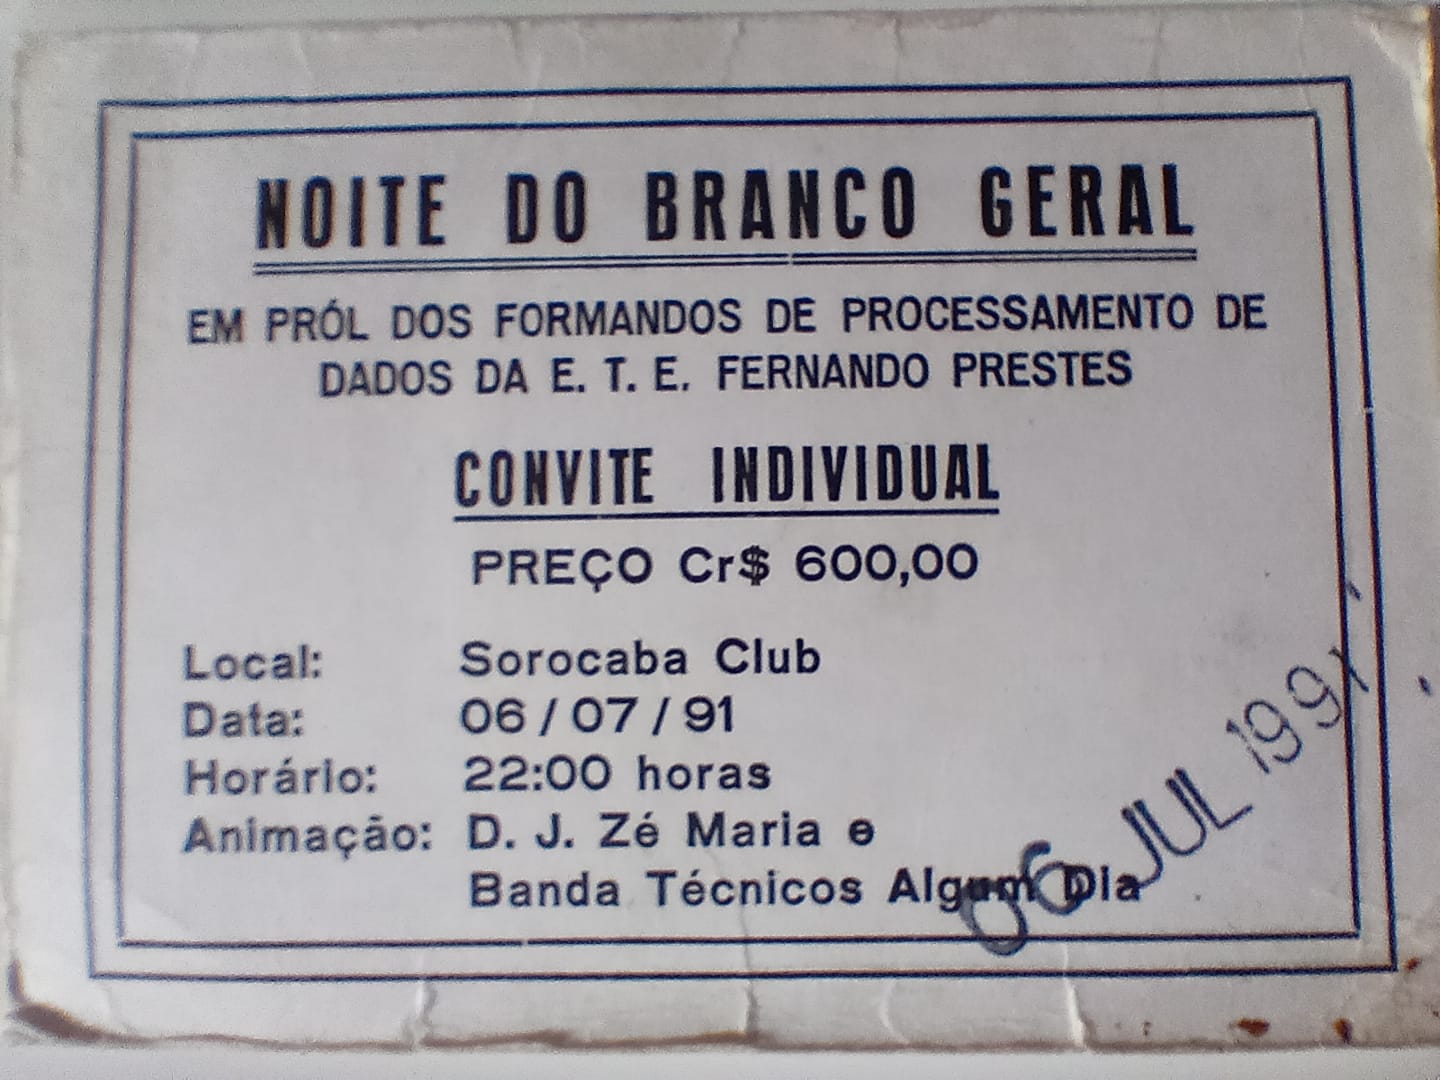 NOITE DO BRANCO GERAL
EM PRÓL DOS FORMANDOS DE PROCESSAMENTO DE
DADOS DA E. T. E. FERNANDO PRESTES
CONVITE INDIVIDUAL
PREÇO Cr$ 600,00
Local: Sorocaba Club
Data: 06/07/91
Horário: 22:00 horas
Animação: D. J. Zé Maria e
Banda Técnicos Algum Dia
06 JUL 1991